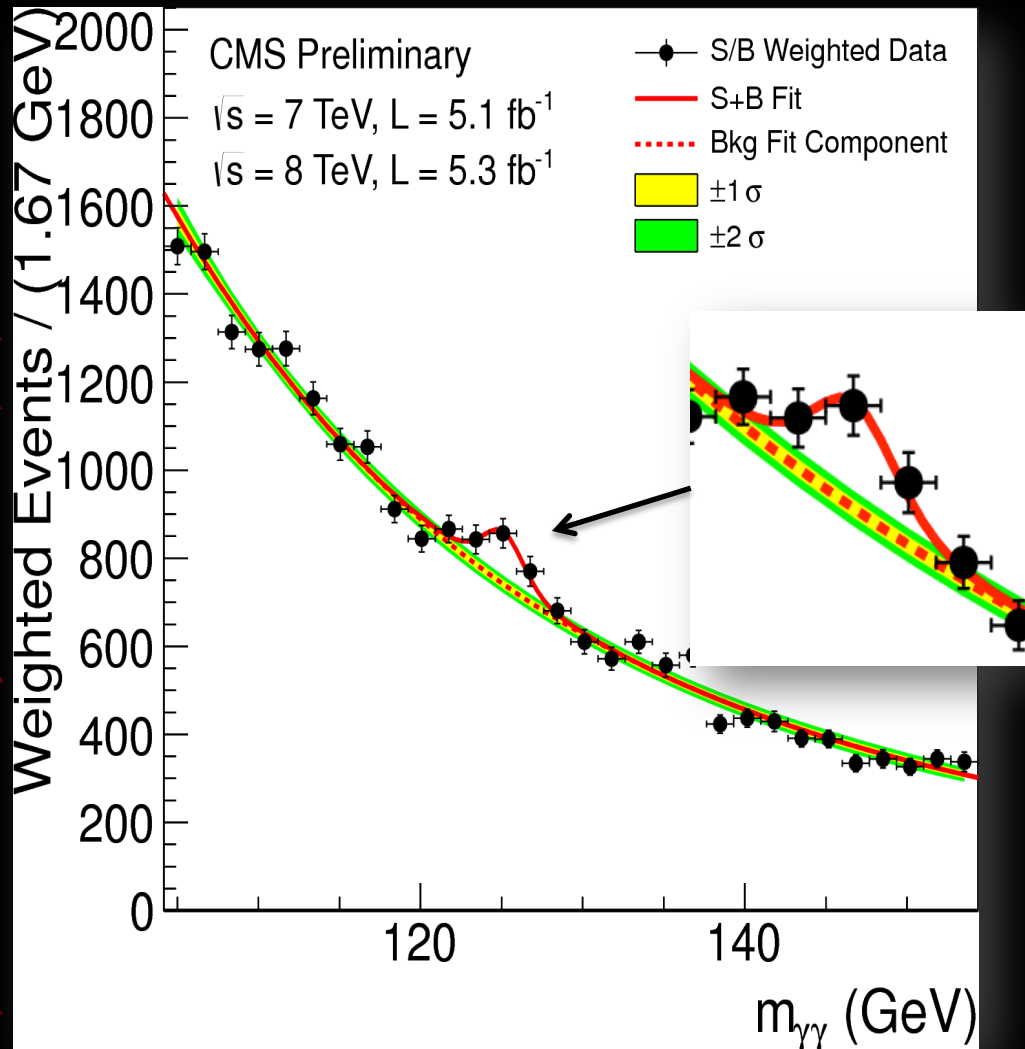 CMS Preliminary
√s = 7 TeV, L = 5.1 fb⁻¹
√s = 8 TeV, L = 5.3 fb⁻¹
S/B Weighted Data
S+B Fit
Bkg Fit Component
±1 σ
±2 σ
Weighted Events / (1.67 GeV)
2000
1800
1600
1400
1200
1000
800
600
400
200
0
120 140
mγγ (GeV)